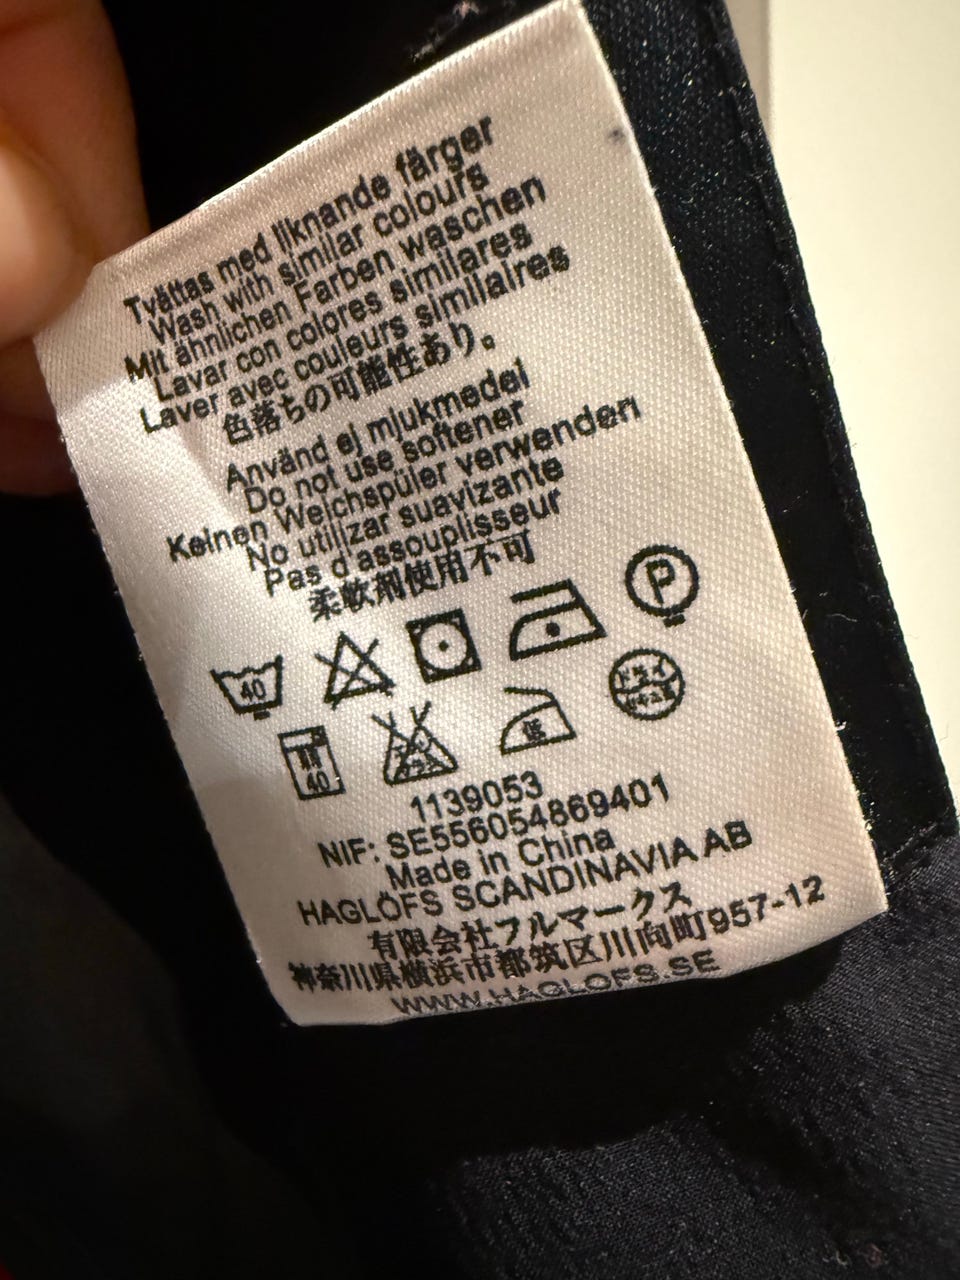 Tvättas med liknande färger
Wash with similar colours
Mit ähnlichen Farben waschen
Lavar con colores similares
Laver avec couleurs similaires
色落ちの可能性あり。
Använd ej mjukmedel
Do not use softener
Keinen Weichspüler verwenden
No utilizar suavizante
Pas d'assouplisseur
柔軟剤使用不可
40 P
40 低 ドライ
1139053
NIF: SE556054869401
Made in China
HAGLÖFS SCANDINAVIA AB
有限会社フルマークス
神奈川県横浜市都筑区川向町957-12
WWW.HAGLOFS.SE